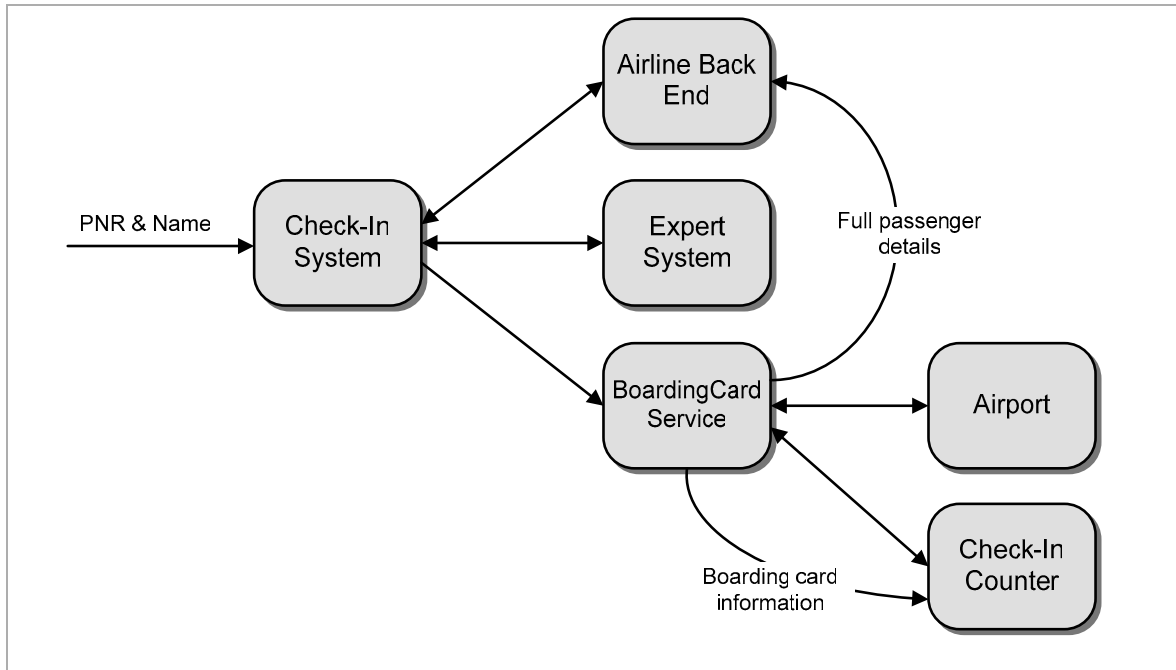 Airline Back
End
PNR & Name
Check-In
System
Expert
System
Full passenger
details
BoardingCard
Service
Airport
Check-In
Counter
Boarding card
information